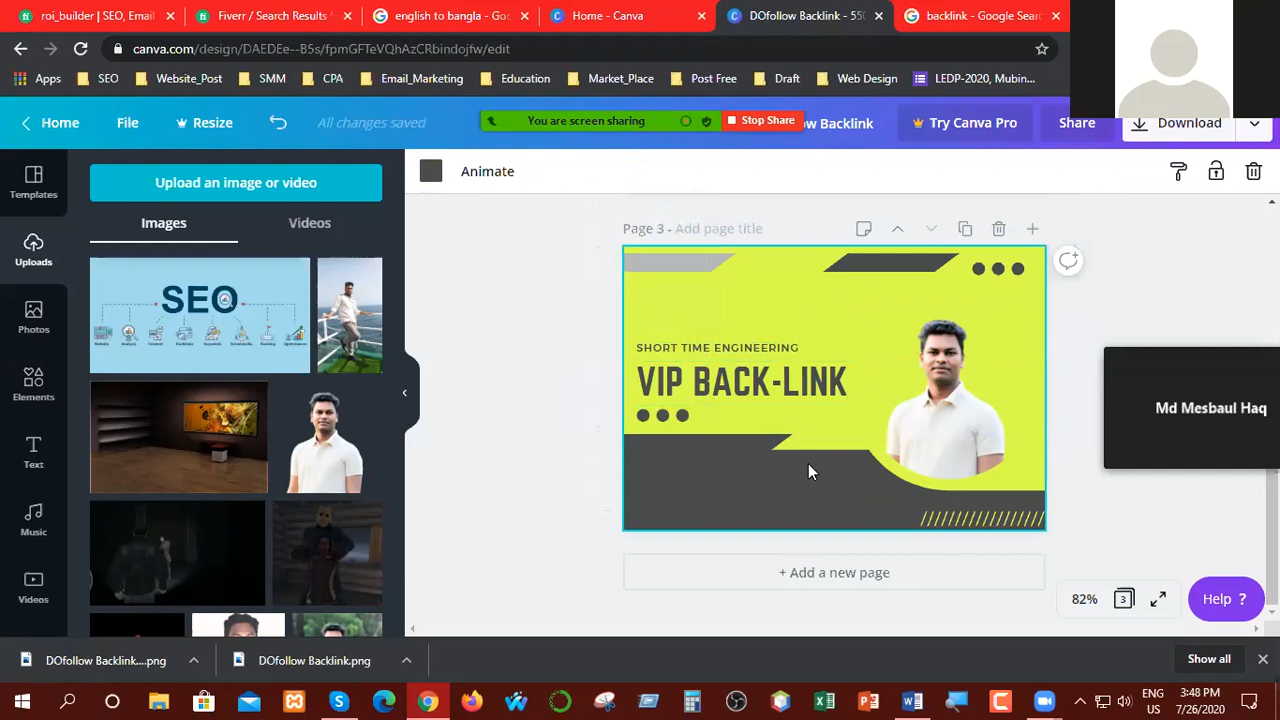 roi_builder | SEO, Email
Fiverr / Search Results
english to bangla - Go
Home - Canva
DOfollow Backlink - 550
backlink - Google Sear
canva.com/design/DAEDEe--B5s/fpmGFTeVQhAzCRbindojfw/edit
Apps SEO Website_Post SMM CPA Email_Marketing Education Market_Place Post Free Draft Web Design LEDP-2020, Mubin...
Home File Resize All changes saved
You are screen sharing Stop Share
ow Backlink Try Canva Pro Share Download
Templates
Uploads
Photos
Elements
Text
Music
Videos
Upload an image or video
Images Videos
SEO
Animate
Page 3 - Add page title
SHORT TIME ENGINEERING
VIP BACK-LINK
+ Add a new page
Md Mesbaul Haq
82% 3 Help ?
DOfollow Backlink....png
DOfollow Backlink.png
Show all
ENG
US
3:48 PM
7/26/2020